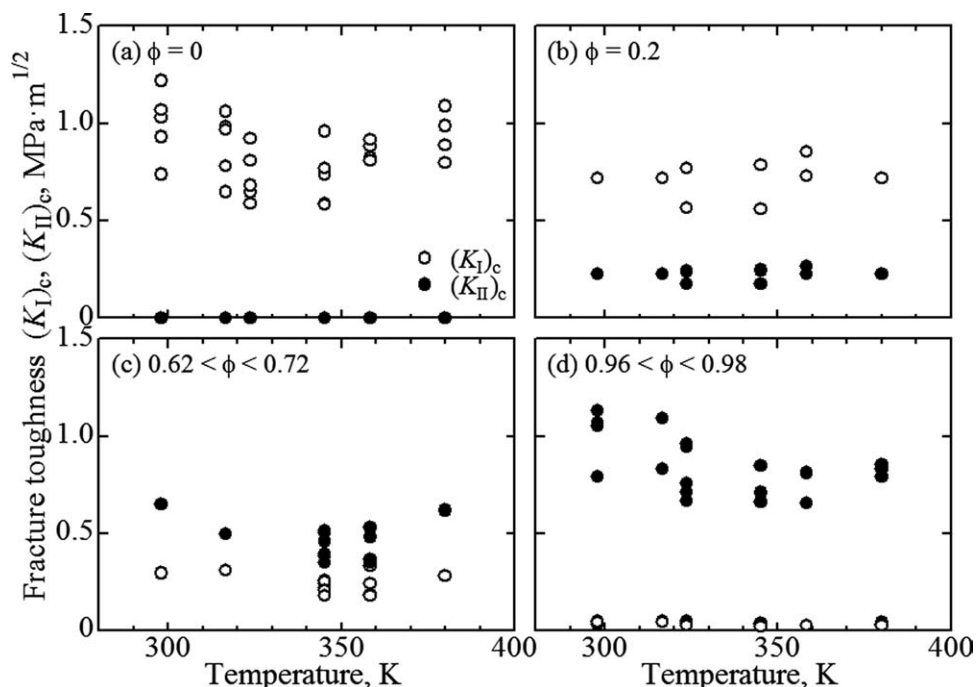 Fracture toughness (K_I)_c, (K_II)_c, MPa·m^1/2
1.5
1.0
0.5
0
(a) ϕ = 0
(K_I)_c
(K_II)_c
(b) ϕ = 0.2
1.5
1.0
0.5
0
(c) 0.62 < ϕ < 0.72
(d) 0.96 < ϕ < 0.98
300 350 400
300 350 400
Temperature, K
Temperature, K